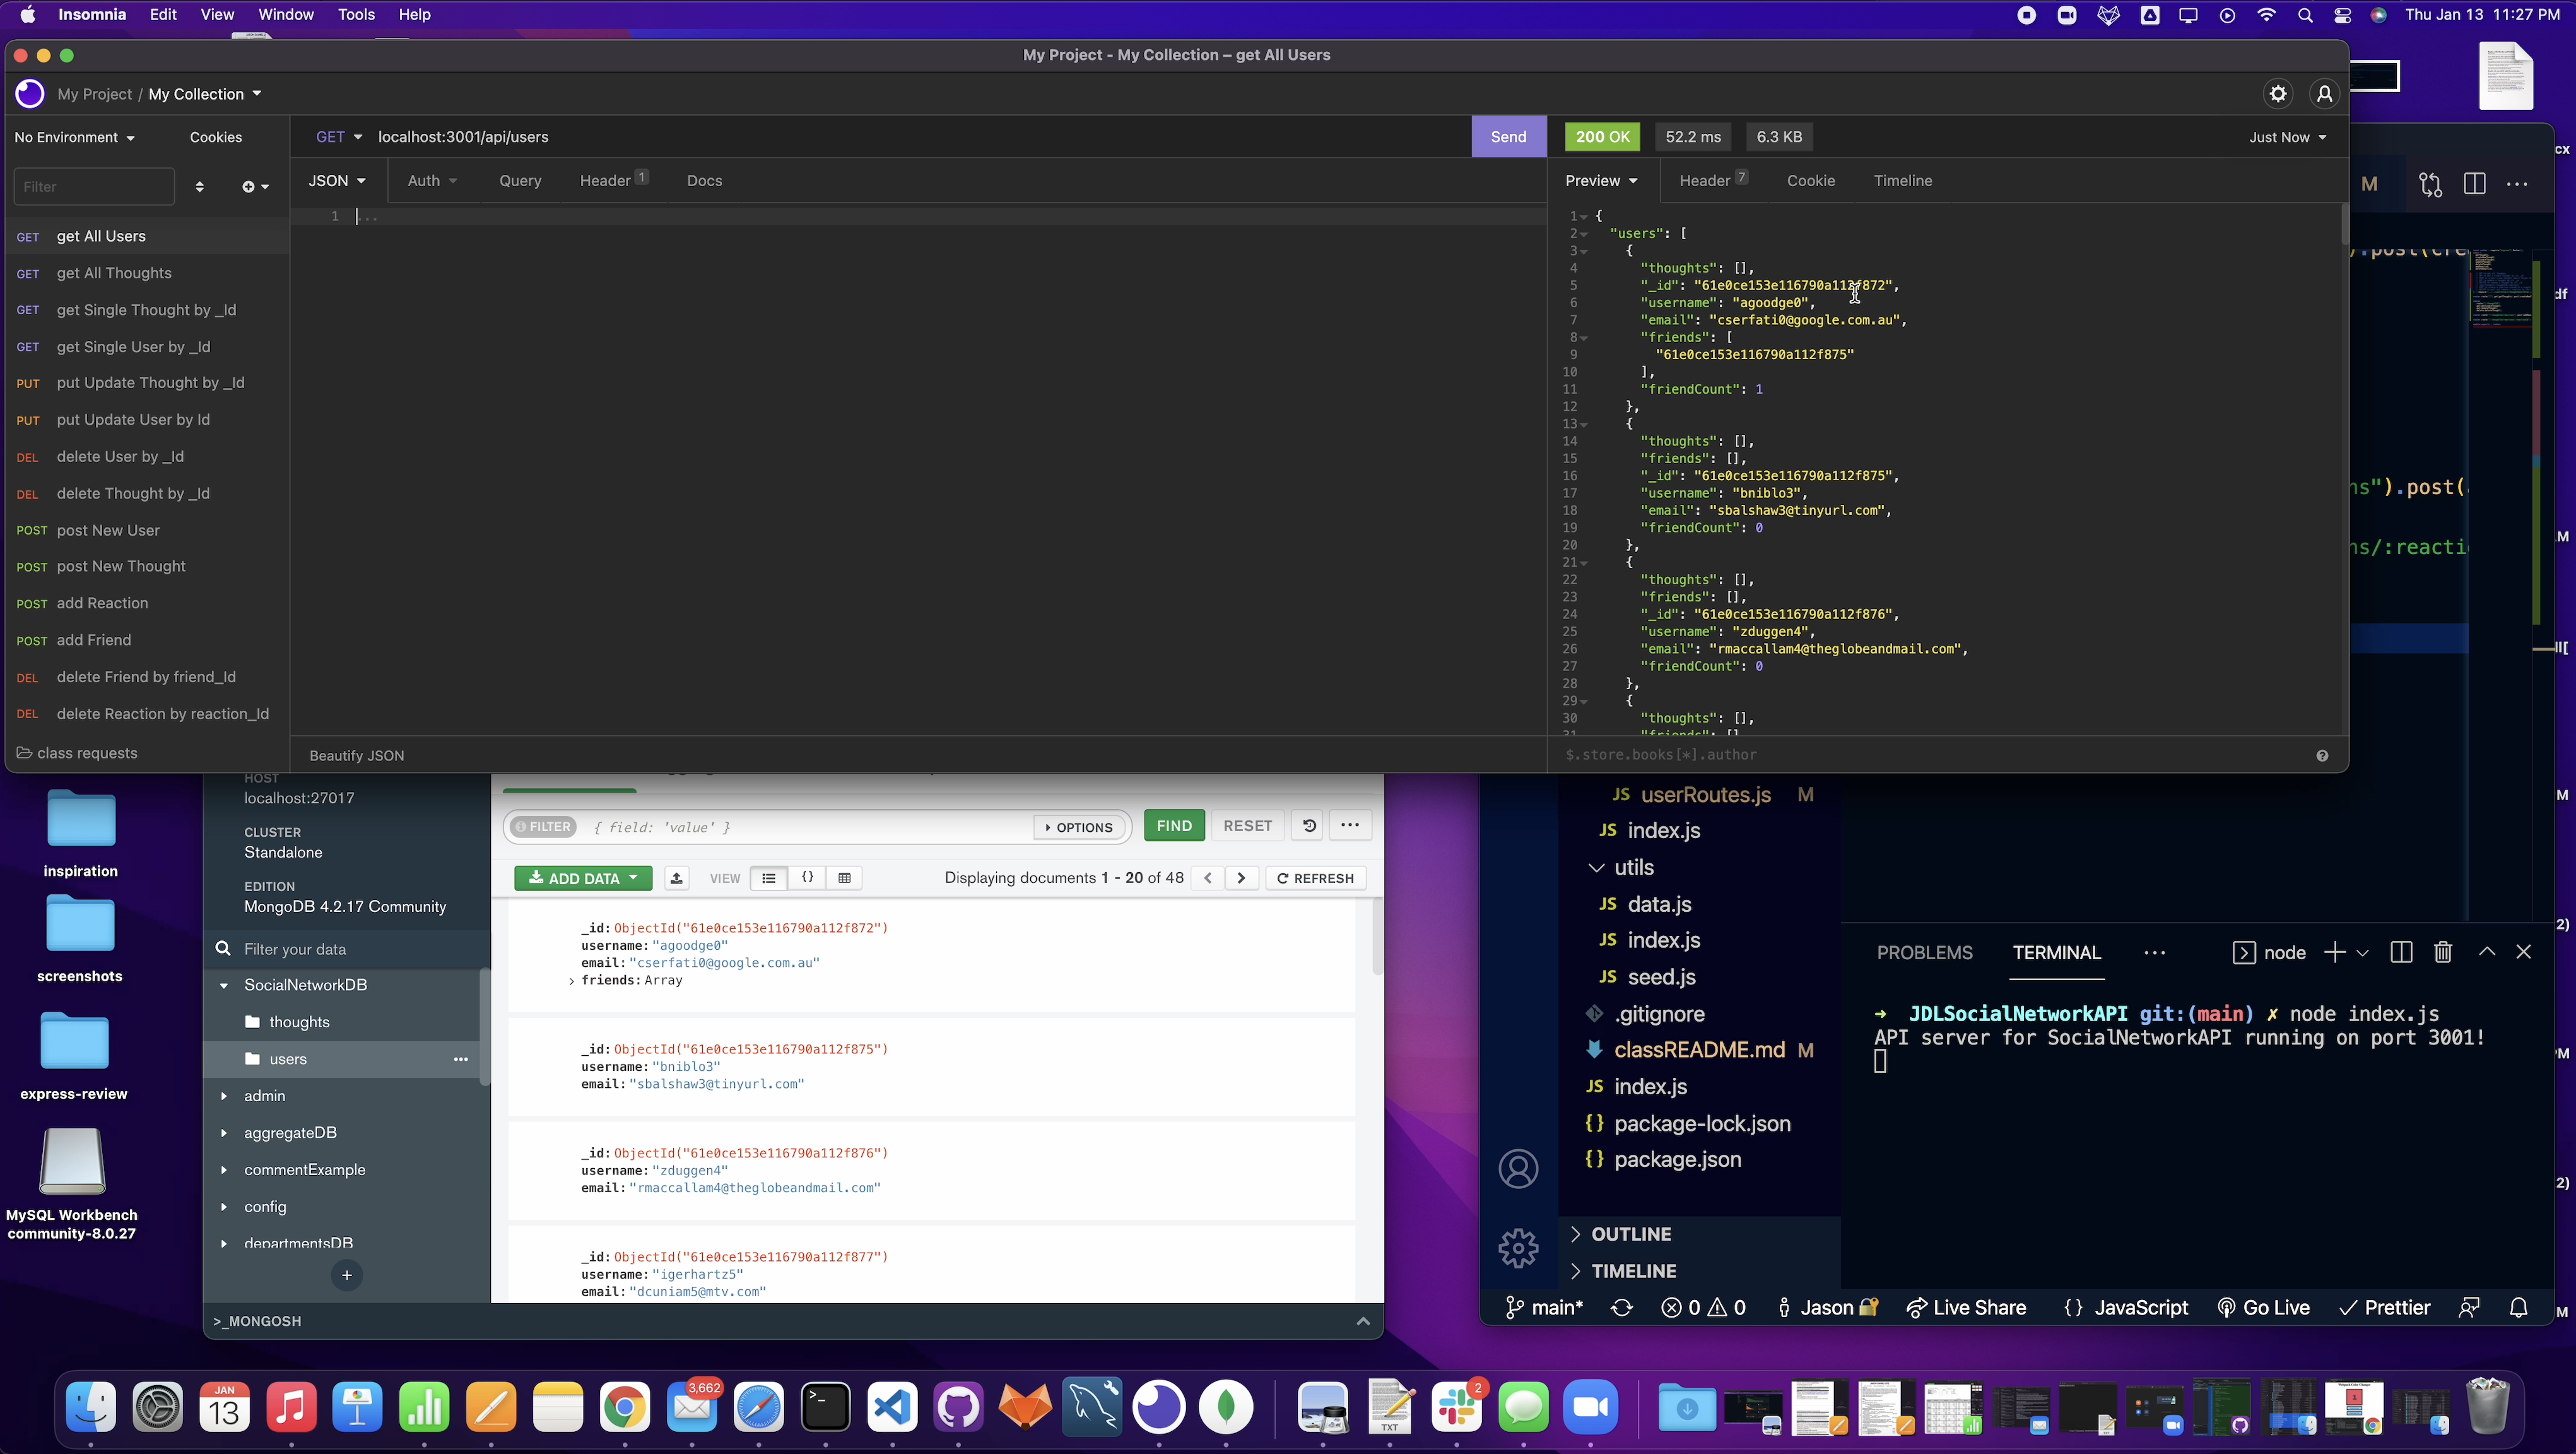 Insomnia Edit View Window Tools Help
Thu Jan 13 11:27 PM
My Project - My Collection – get All Users
My Project / My Collection
No Environment
Cookies
GET localhost:3001/api/users
Send
200 OK
52.2 ms
6.3 KB
Just Now
Filter
JSON Auth Query Header 1 Docs
Preview Header 7 Cookie Timeline
GET get All Users
GET get All Thoughts
GET get Single Thought by _Id
GET get Single User by _Id
PUT put Update Thought by _Id
PUT put Update User by Id
DEL delete User by _Id
DEL delete Thought by _Id
POST post New User
POST post New Thought
POST add Reaction
POST add Friend
DEL delete Friend by friend_Id
DEL delete Reaction by reaction_Id
class requests
1 ...
Beautify JSON
1 {
2 "users": [
3 {
4 "thoughts": [],
5 "_id": "61e0ce153e116790a112f872",
6 "username": "agoodge0",
7 "email": "cserfati0@google.com.au",
8 "friends": [
9 "61e0ce153e116790a112f875"
10 ],
11 "friendCount": 1
12 },
13 {
14 "thoughts": [],
15 "friends": [],
16 "_id": "61e0ce153e116790a112f875",
17 "username": "bniblo3",
18 "email": "sbalshaw3@tinyurl.com",
19 "friendCount": 0
20 },
21 {
22 "thoughts": [],
23 "friends": [],
24 "_id": "61e0ce153e116790a112f876",
25 "username": "zduggen4",
26 "email": "rmaccallam4@theglobeandmail.com",
27 "friendCount": 0
28 },
29 {
30 "thoughts": [],
31 "friends": []
$.store.books[*].author
M
cx
df
).post(cre
ns").post(
ns/:reacti
inspiration
screenshots
express-review
MySQL Workbench
community-8.0.27
HOST
localhost:27017
CLUSTER
Standalone
EDITION
MongoDB 4.2.17 Community
Filter your data
SocialNetworkDB
thoughts
users
admin
aggregateDB
commentExample
config
departmentsDB
>_MONGOSH
FILTER { field: 'value' }
OPTIONS
FIND
RESET
ADD DATA
VIEW
Displaying documents 1 - 20 of 48
REFRESH
_id: ObjectId("61e0ce153e116790a112f872")
username: "agoodge0"
email: "cserfati0@google.com.au"
> friends: Array
_id: ObjectId("61e0ce153e116790a112f875")
username: "bniblo3"
email: "sbalshaw3@tinyurl.com"
_id: ObjectId("61e0ce153e116790a112f876")
username: "zduggen4"
email: "rmaccallam4@theglobeandmail.com"
_id: ObjectId("61e0ce153e116790a112f877")
username: "igerhartz5"
email: "dcuniam5@mtv.com"
JS userRoutes.js M
JS index.js
utils
JS data.js
JS index.js
JS seed.js
.gitignore
classREADME.md M
JS index.js
{} package-lock.json
{} package.json
OUTLINE
TIMELINE
PROBLEMS TERMINAL ... node
→ JDLSocialNetworkAPI git:(main) ✗ node index.js
API server for SocialNetworkAPI running on port 3001!
main* 0 0 Jason Live Share {} JavaScript Go Live Prettier
JAN
13
3,662
TXT
2